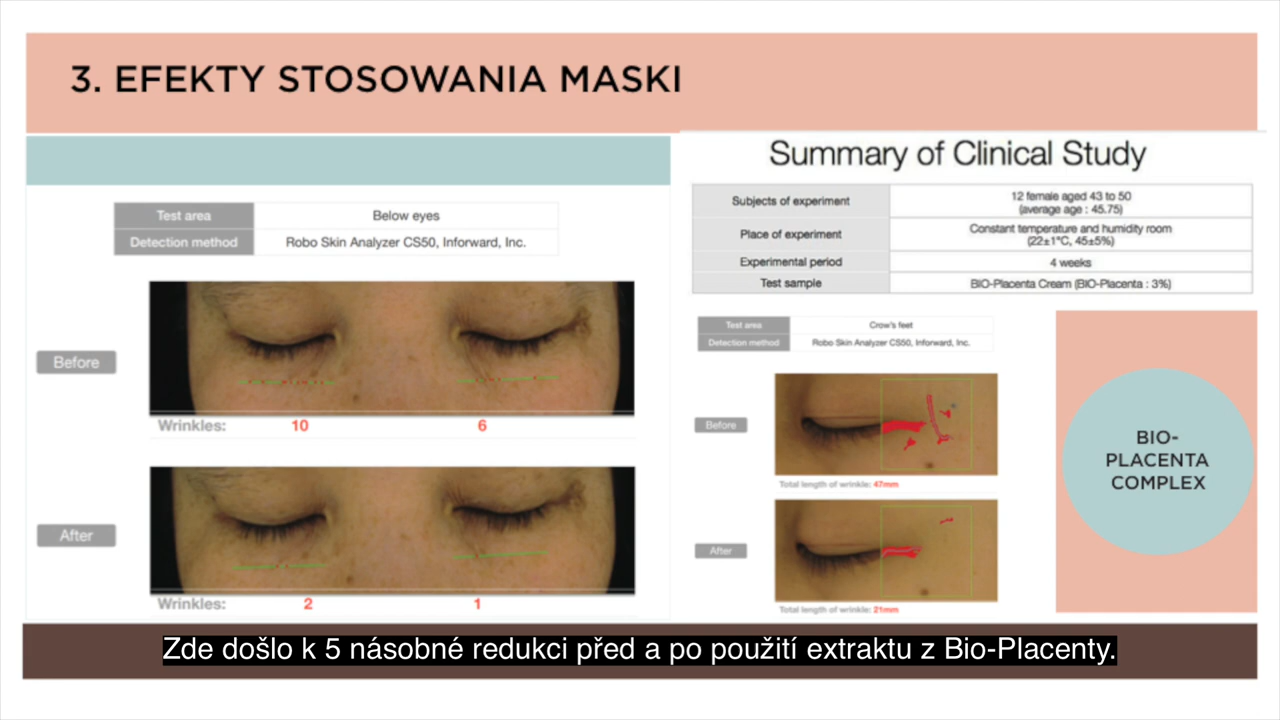 3. EFEKTY STOSOWANIA MASKI
Test area Below eyes
Detection method Robo Skin Analyzer CS50, Inforward, Inc.
Before
Wrinkles: 10 6
After
Wrinkles: 2 1
Summary of Clinical Study
Subjects of experiment 12 female aged 43 to 50
(average age : 45.75)
Place of experiment Constant temperature and humidity room
(22±1°C, 45±5%)
Experimental period 4 weeks
Test sample BIO-Placenta Cream (BIO-Placenta : 3%)
Test area Crow's feet
Detection method Robo Skin Analyzer CS50, Inforward, Inc.
Before
Total length of wrinkle: 47mm
After
Total length of wrinkle: 21mm
BIO-
PLACENTA
COMPLEX
Zde došlo k 5 násobné redukci před a po použití extraktu z Bio-Placenty.